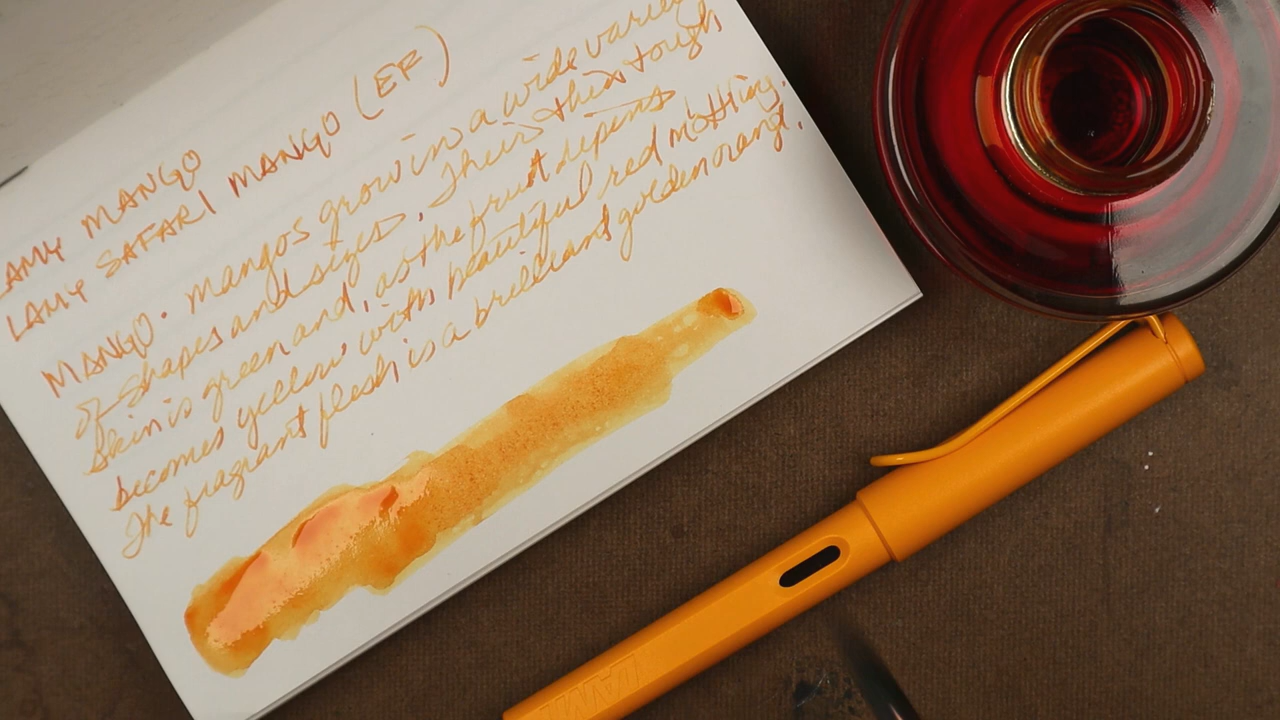 LAMY MANGO
LAMY SAFARI MANGO (EF)
MANGO. Mangos grow in a wide variety
of shapes and sizes. Their thin tough
skin is green and, as the fruit ripens
becomes yellow with beautiful red mottling.
The fragrant flesh is a brilliant golden orange.
LAMY